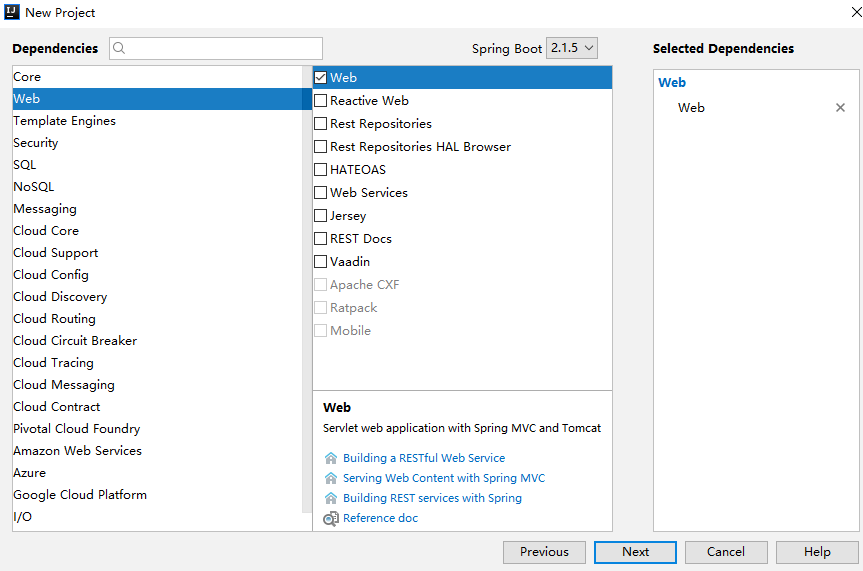 IJ New Project
Dependencies
Spring Boot 2.1.5
Selected Dependencies
Core
Web
Template Engines
Security
SQL
NoSQL
Messaging
Cloud Core
Cloud Support
Cloud Config
Cloud Discovery
Cloud Routing
Cloud Circuit Breaker
Cloud Tracing
Cloud Messaging
Cloud Contract
Pivotal Cloud Foundry
Amazon Web Services
Azure
Google Cloud Platform
I/O
Web
Reactive Web
Rest Repositories
Rest Repositories HAL Browser
HATEOAS
Web Services
Jersey
REST Docs
Vaadin
Apache CXF
Ratpack
Mobile
Web
Servlet web application with Spring MVC and Tomcat
Building a RESTful Web Service
Serving Web Content with Spring MVC
Building REST services with Spring
Reference doc
Web
Web
Previous
Next
Cancel
Help